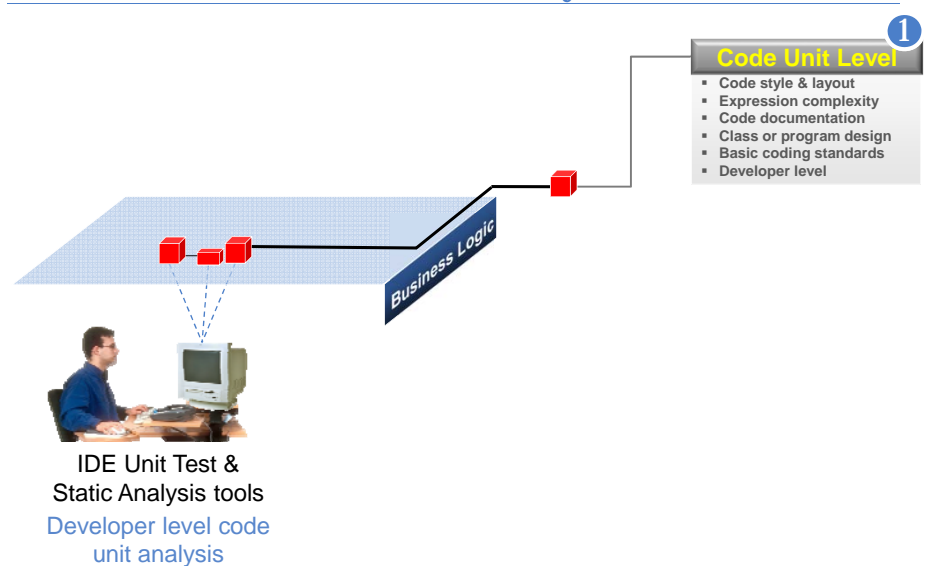 1
Code Unit Level
▪ Code style & layout
▪ Expression complexity
▪ Code documentation
▪ Class or program design
▪ Basic coding standards
▪ Developer level
Business Logic
IDE Unit Test &
Static Analysis tools
Developer level code
unit analysis